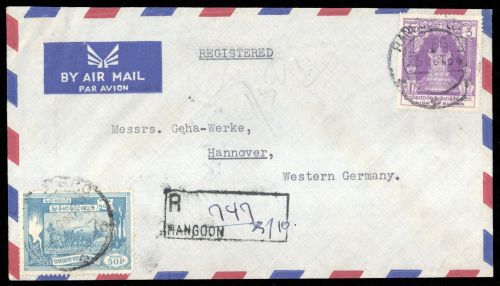 REGISTERED
BY AIR MAIL
PAR AVION
Messrs. Geha-Werke,
Hannover,
Western Germany.
R
747
RANGOON
50P